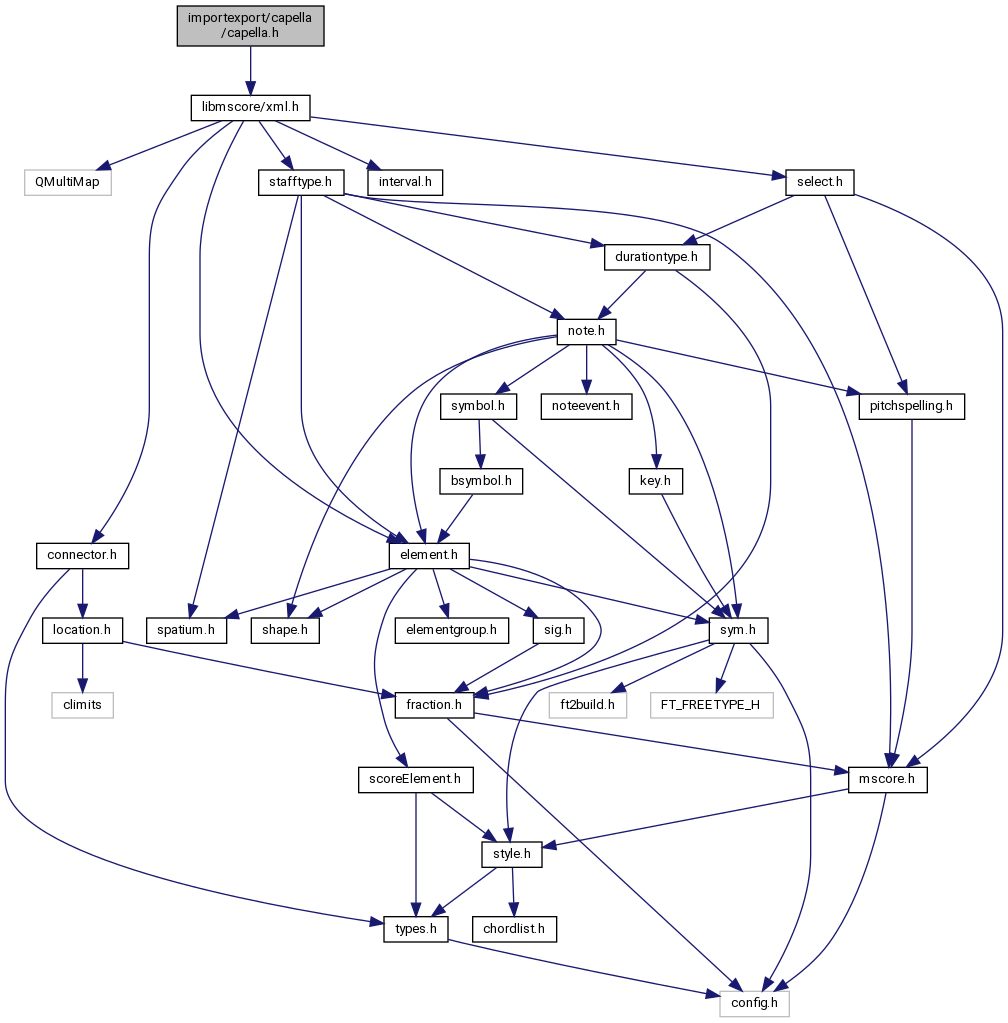 importexport/capella
/capella.h
libmscore/xml.h
QMultiMap
stafftype.h
interval.h
select.h
durationtype.h
note.h
symbol.h
noteevent.h
pitchspelling.h
bsymbol.h
key.h
connector.h
element.h
location.h
spatium.h
shape.h
elementgroup.h
sig.h
sym.h
climits
fraction.h
ft2build.h
FT_FREETYPE_H
scoreElement.h
mscore.h
style.h
types.h
chordlist.h
config.h